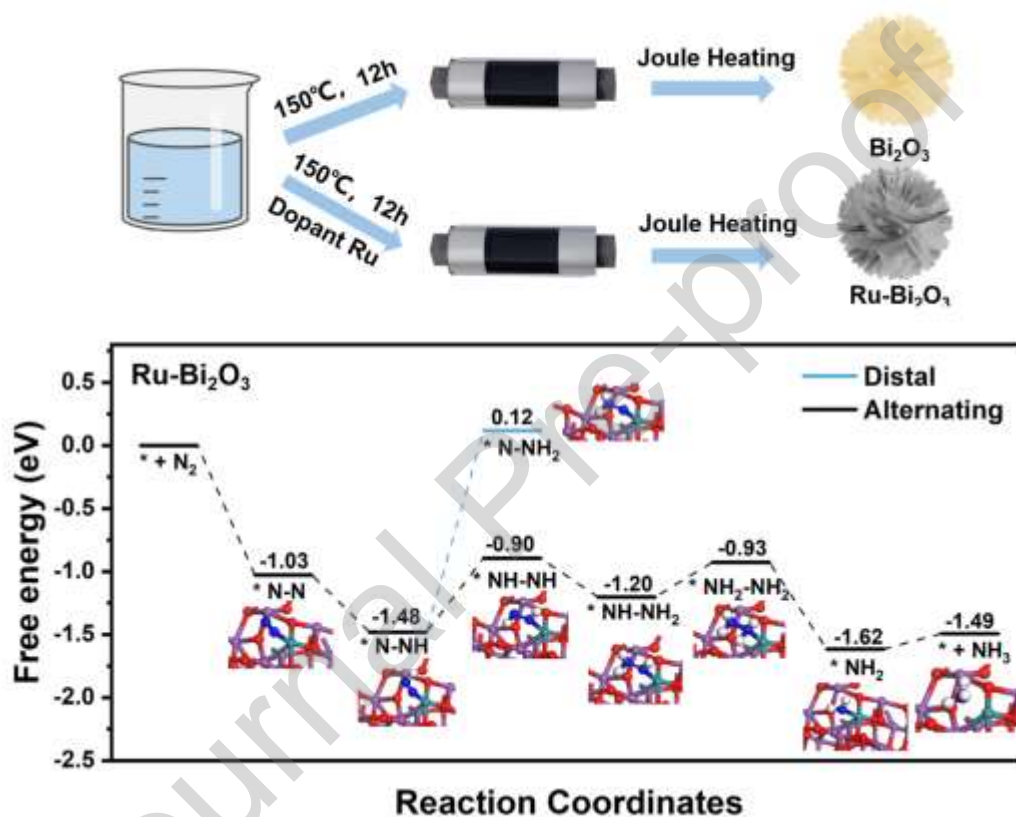 150℃, 12h
Joule Heating
Bi₂O₃
150℃, 12h
Dopant Ru
Joule Heating
Ru-Bi₂O₃
Ru-Bi₂O₃
Distal
Alternating
Free energy (eV)
0.5
0.0
-0.5
-1.0
-1.5
-2.0
-2.5
* + N₂
-1.03
* N-N
-1.48
* N-NH
0.12
* N-NH₂
-0.90
* NH-NH
-1.20
* NH-NH₂
-0.93
* NH₂-NH₂
-1.62
* NH₂
-1.49
* + NH₃
Reaction Coordinates
urnal Pre-proof